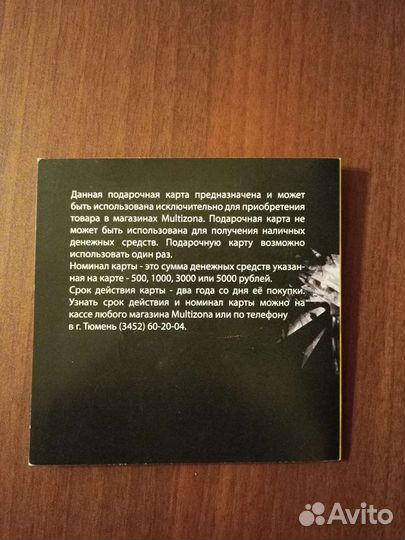 Данная подарочная карта предназначена и может
быть использована исключительно для приобретения
товара в магазинах Multizona. Подарочная карта не
может быть использована для получения наличных
денежных средств. Подарочную карту возможно
использовать один раз.
Номинал карты - это сумма денежных средств указан-
ная на карте - 500, 1000, 3000 или 5000 рублей.
Срок действия карты - два года со дня её покупки.
Узнать срок действия и номинал карты можно на
кассе любого магазина Multizona или по телефону
в г. Тюмень (3452) 60-20-04.
Avito